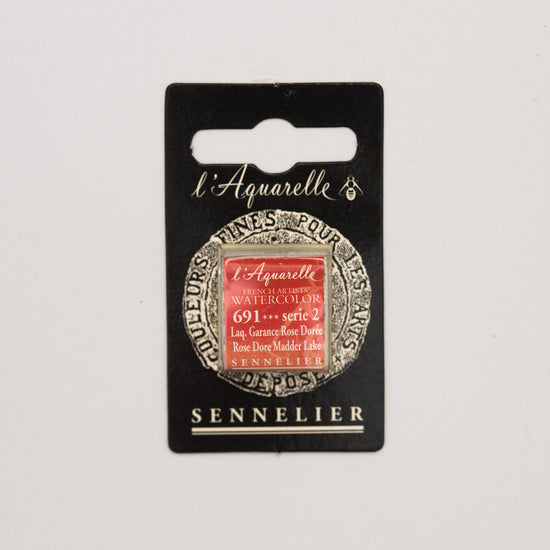 l'Aquarelle
COULEURS FINES POUR LES ARTS
l'Aquarelle
FRENCH ARTISTS'
WATERCOLOR
691*** serie 2
Laq. Garance Rose Dorée
Rose Dore Madder Lake
SENNELIER
DEPOSÉ
SENNELIER